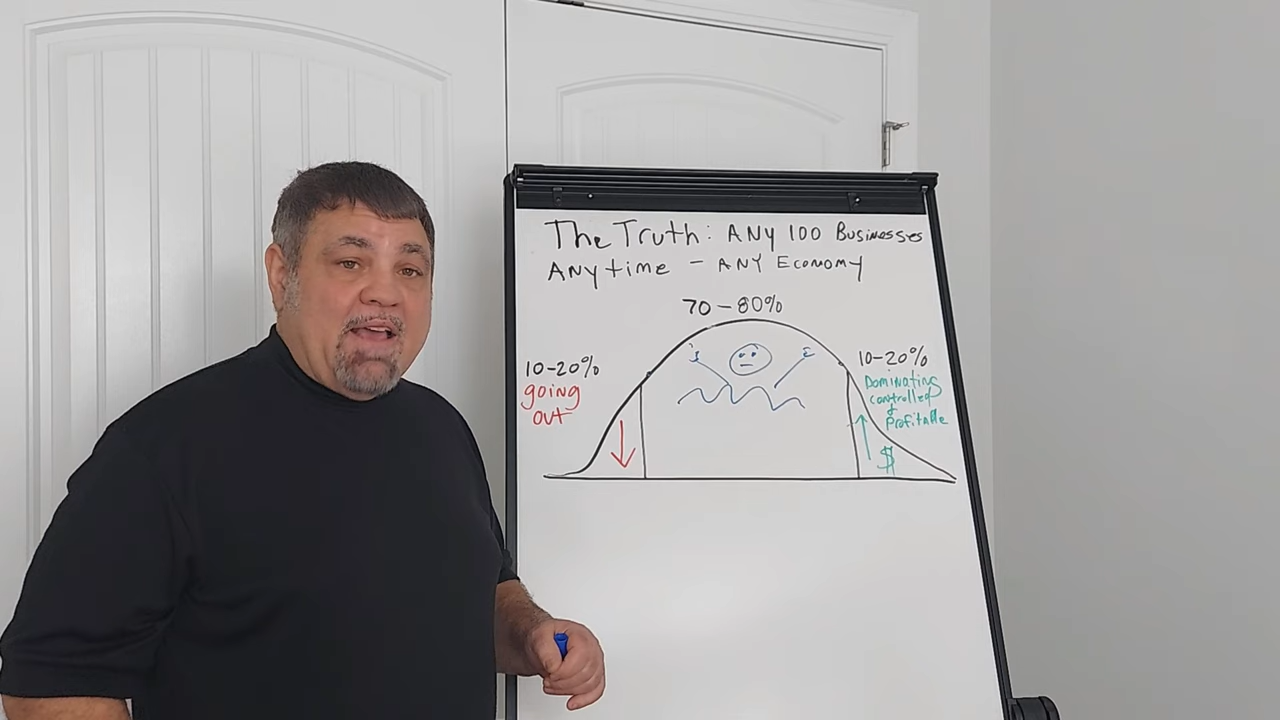 The Truth: ANY 100 Businesses
ANytime - ANY Economy
70-80%
10-20%
going
out
10-20%
Dominating
controlled
&
Profitable
$